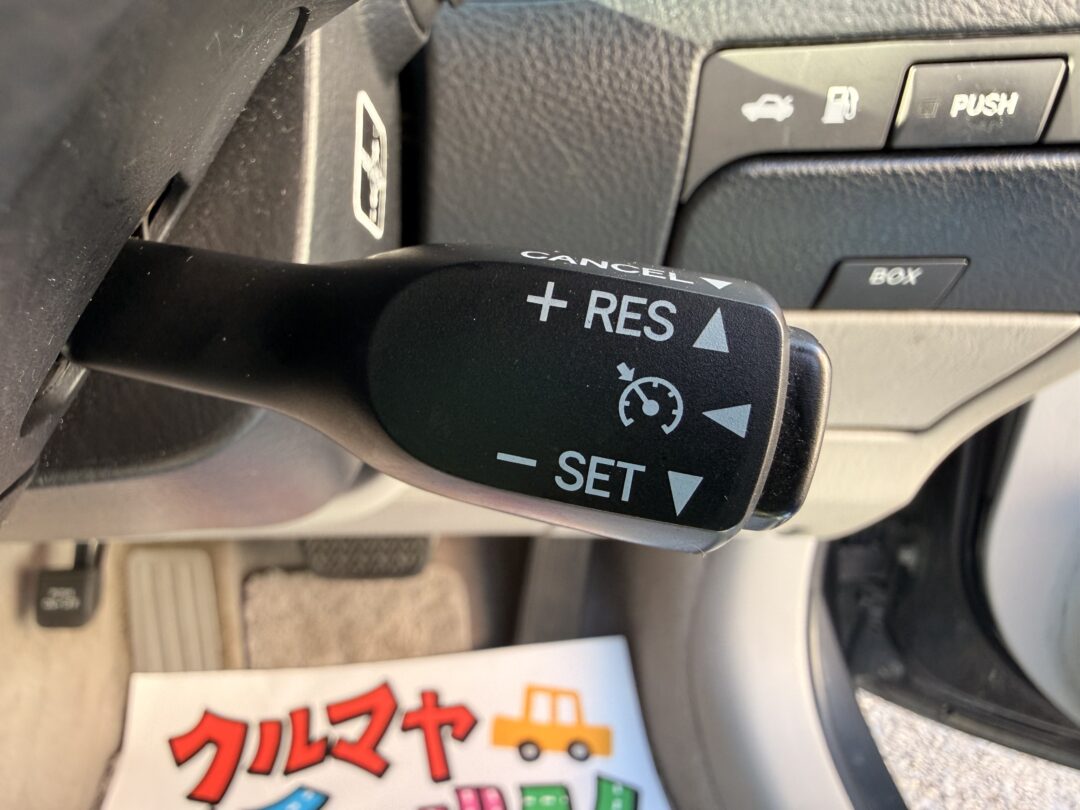 PUSH
BOX
CANCEL▼
+ RES ▲
◀
− SET ▼
クルマヤ